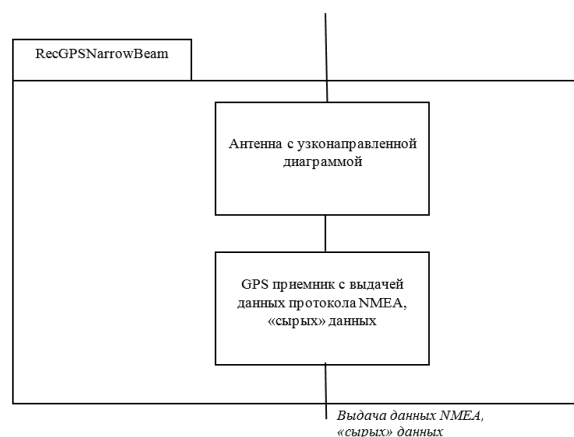 RecGPSNarrowBeam
Антенна с узконаправленной
диаграммой
GPS приемник с выдачей
данных протокола NMEA,
«сырых» данных
Выдача данных NMEA,
«сырых» данных